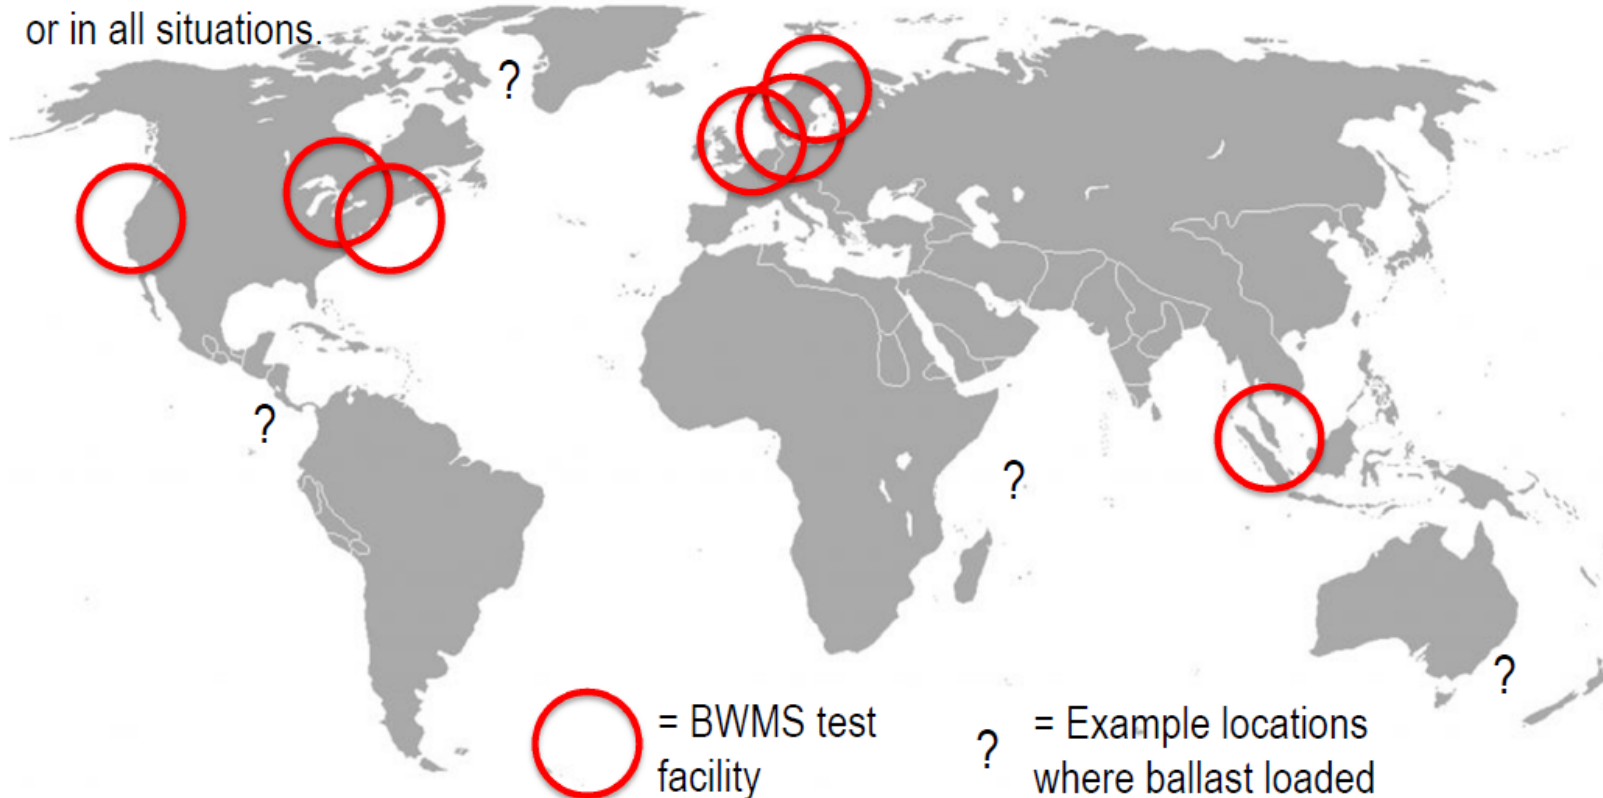 or in all situations.
?
?
?
?
= BWMS test
facility
? = Example locations
where ballast loaded